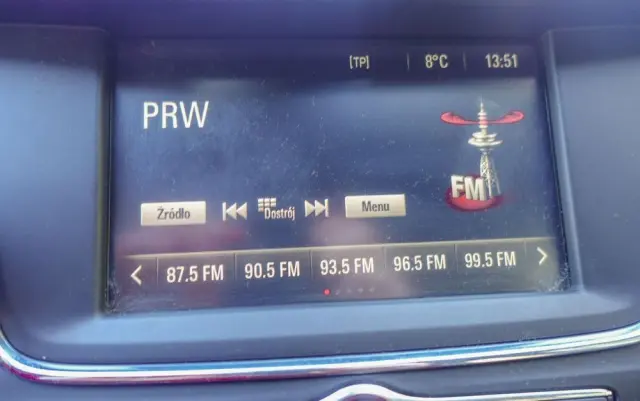 [TP] 8°C 13:51
PRW
FM
Źródło Dostrój Menu
87.5 FM 90.5 FM 93.5 FM 96.5 FM 99.5 FM